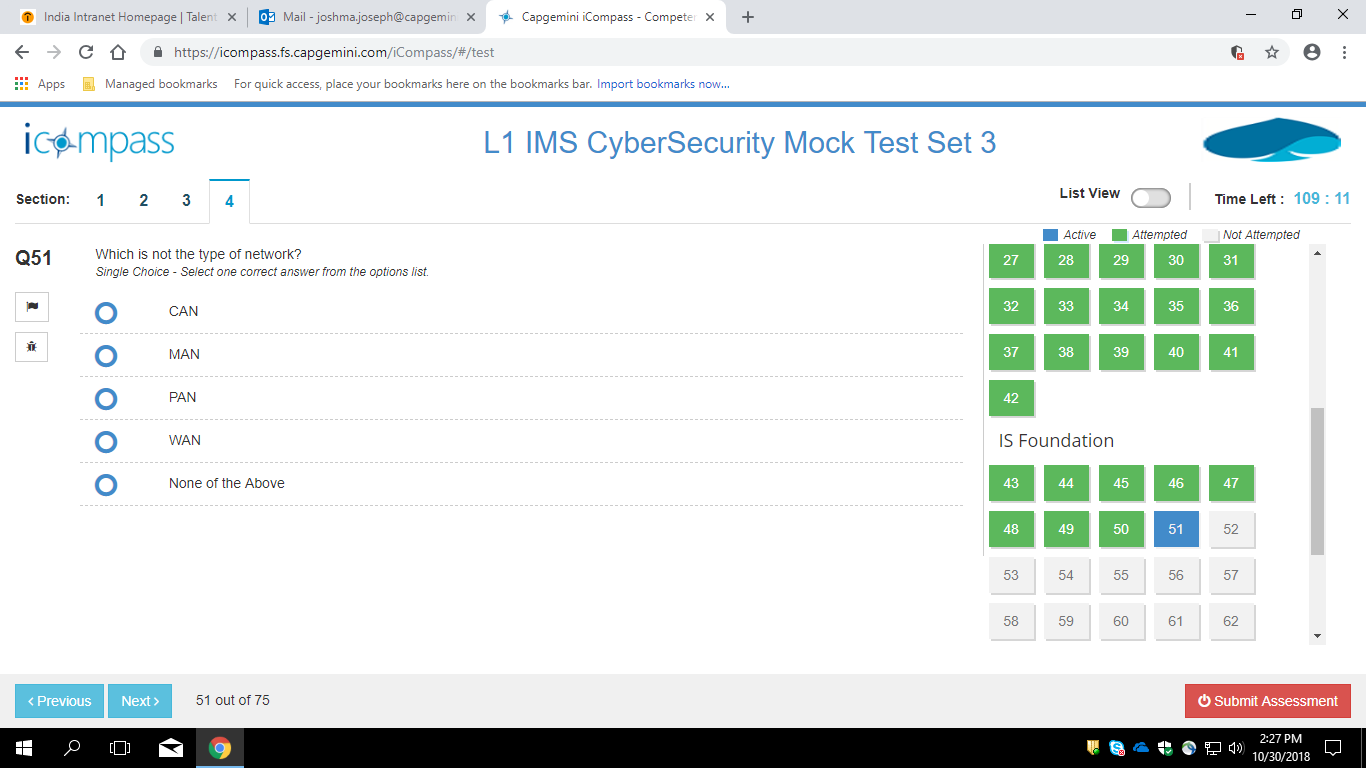 India Intranet Homepage | Talent
Mail - joshma.joseph@capgemin
Capgemini iCompass - Competen
https://icompass.fs.capgemini.com/iCompass/#/test
Apps
Managed bookmarks
For quick access, place your bookmarks here on the bookmarks bar. Import bookmarks now...
icompass
L1 IMS CyberSecurity Mock Test Set 3
Section: 1 2 3 4
List View
Time Left : 109 : 11
Active Attempted Not Attempted
Q51
Which is not the type of network?
Single Choice - Select one correct answer from the options list.
CAN
MAN
PAN
WAN
None of the Above
27 28 29 30 31
32 33 34 35 36
37 38 39 40 41
42
IS Foundation
43 44 45 46 47
48 49 50 51 52
53 54 55 56 57
58 59 60 61 62
Previous Next 51 out of 75
Submit Assessment
2:27 PM
10/30/2018